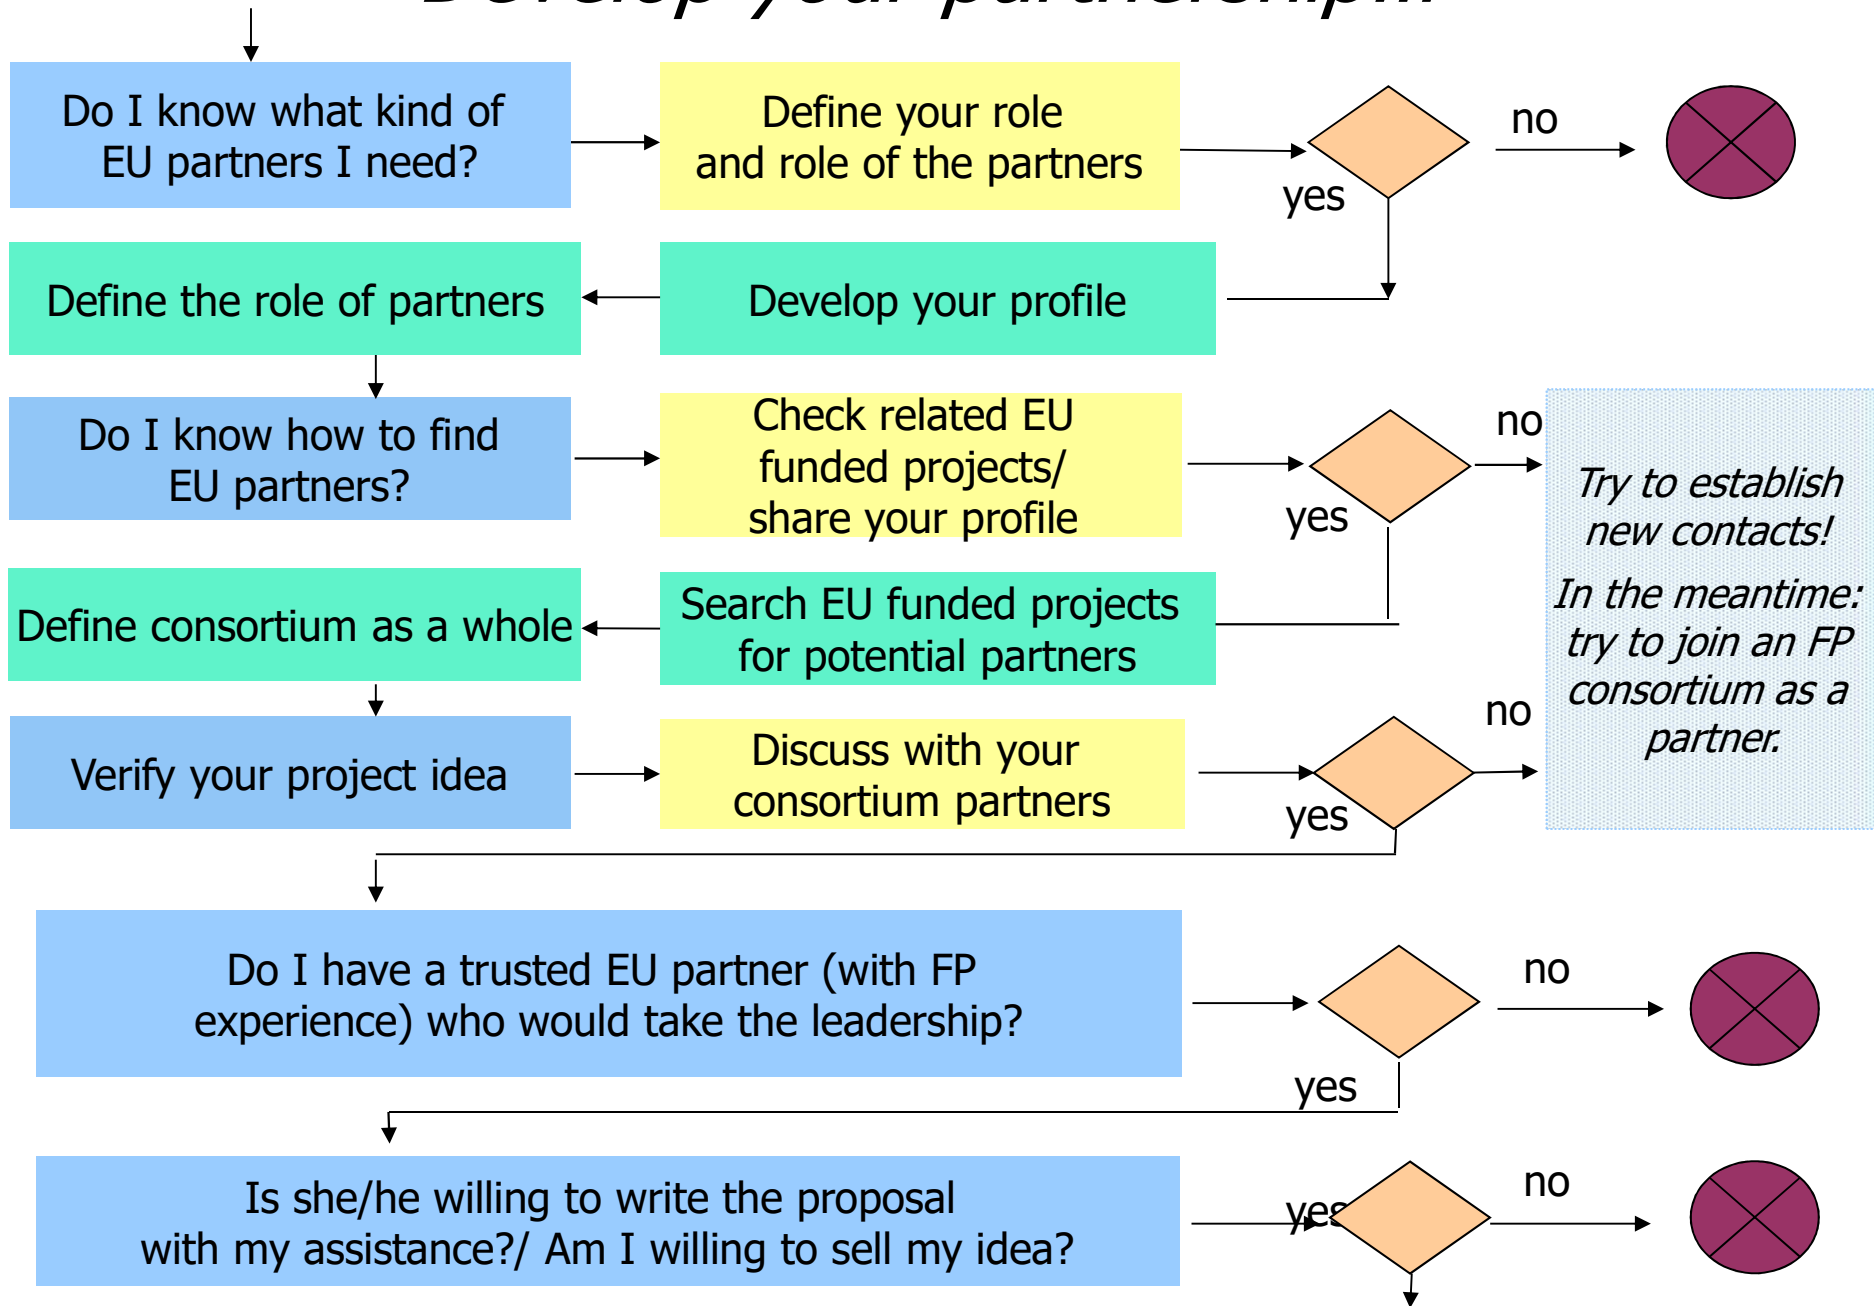 Develop your partnership...
Do I know what kind of
EU partners I need?
Define your role
and role of the partners
no
yes
Define the role of partners
Develop your profile
Do I know how to find
EU partners?
Check related EU
funded projects/
share your profile
no
yes
Try to establish
new contacts!
In the meantime:
try to join an FP
consortium as a
partner.
Define consortium as a whole
Search EU funded projects
for potential partners
Verify your project idea
Discuss with your
consortium partners
no
yes
Do I have a trusted EU partner (with FP
experience) who would take the leadership?
no
yes
Is she/he willing to write the proposal
with my assistance?/ Am I willing to sell my idea?
yes
no